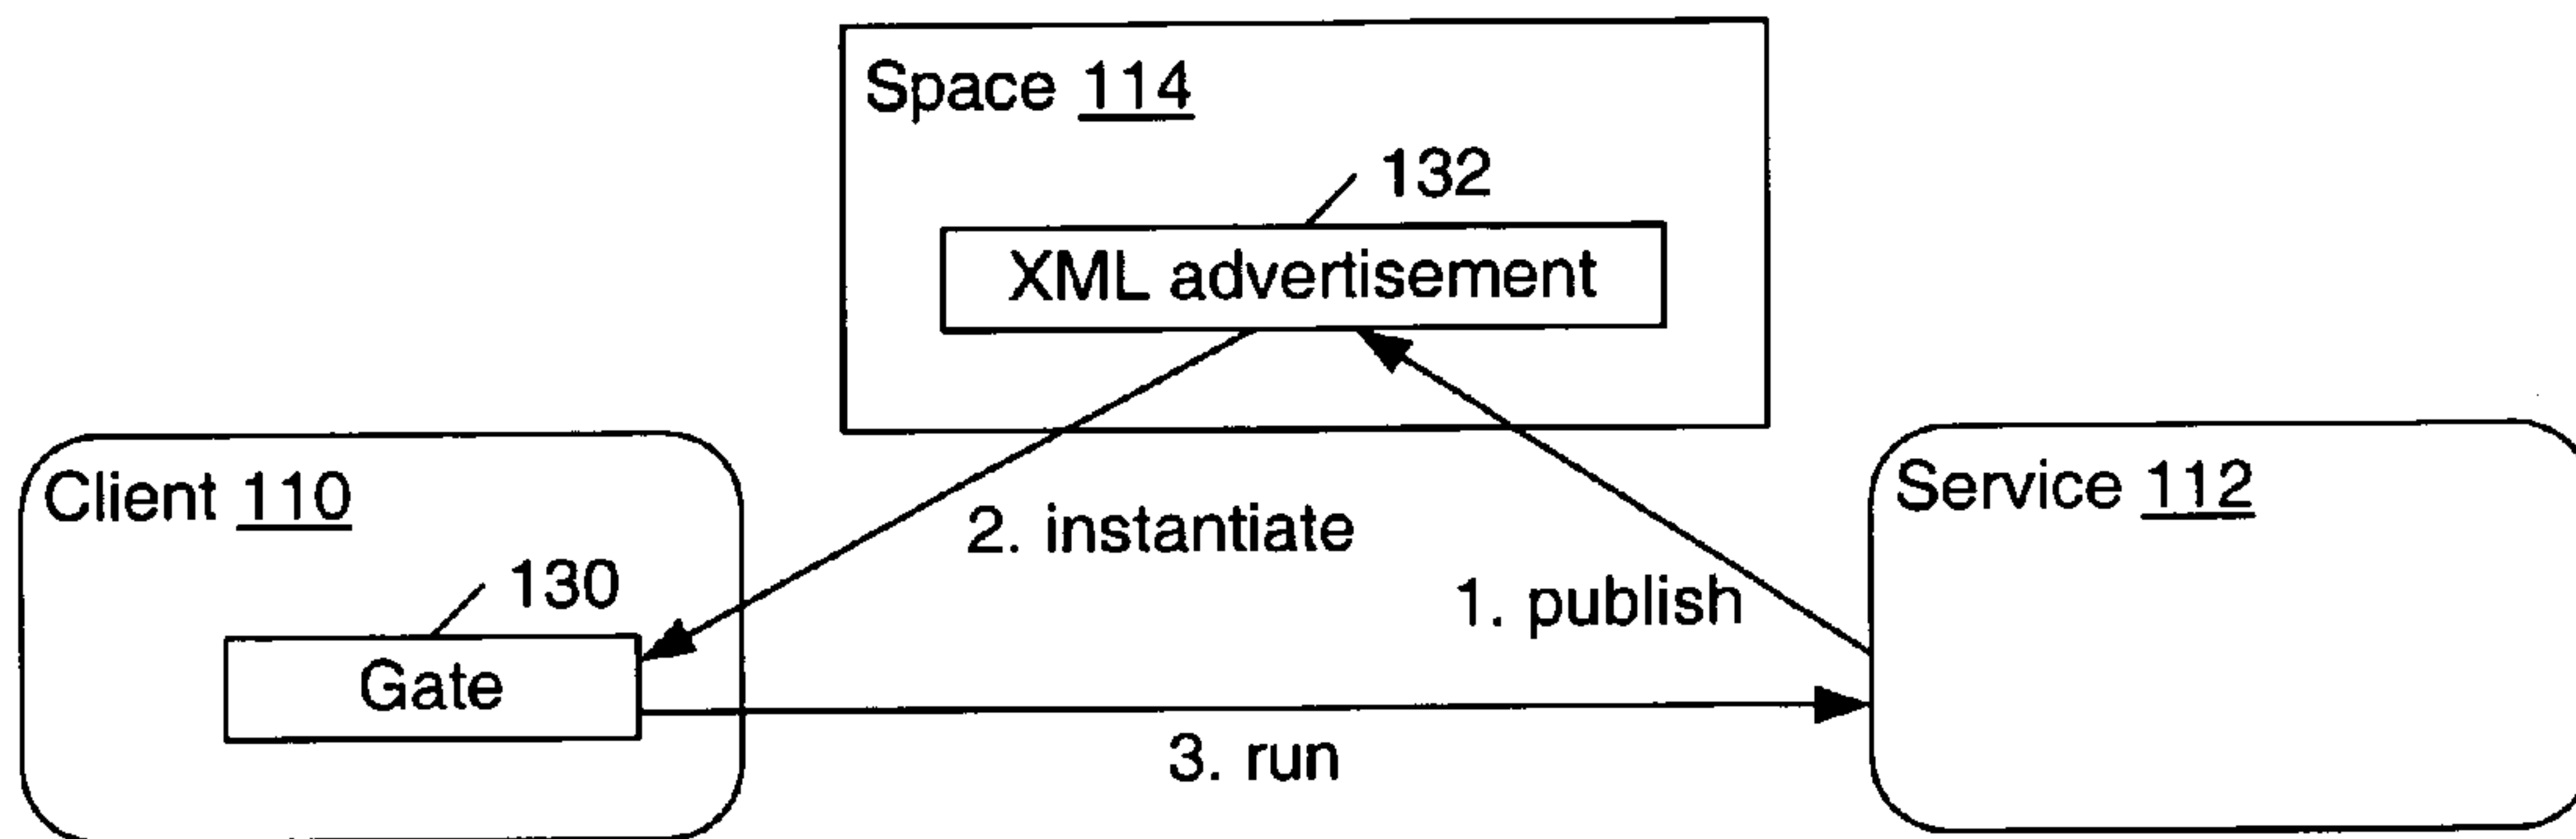 Space 114
132
XML advertisement
Client 110
Service 112
2. instantiate
130
1. publish
Gate
3. run